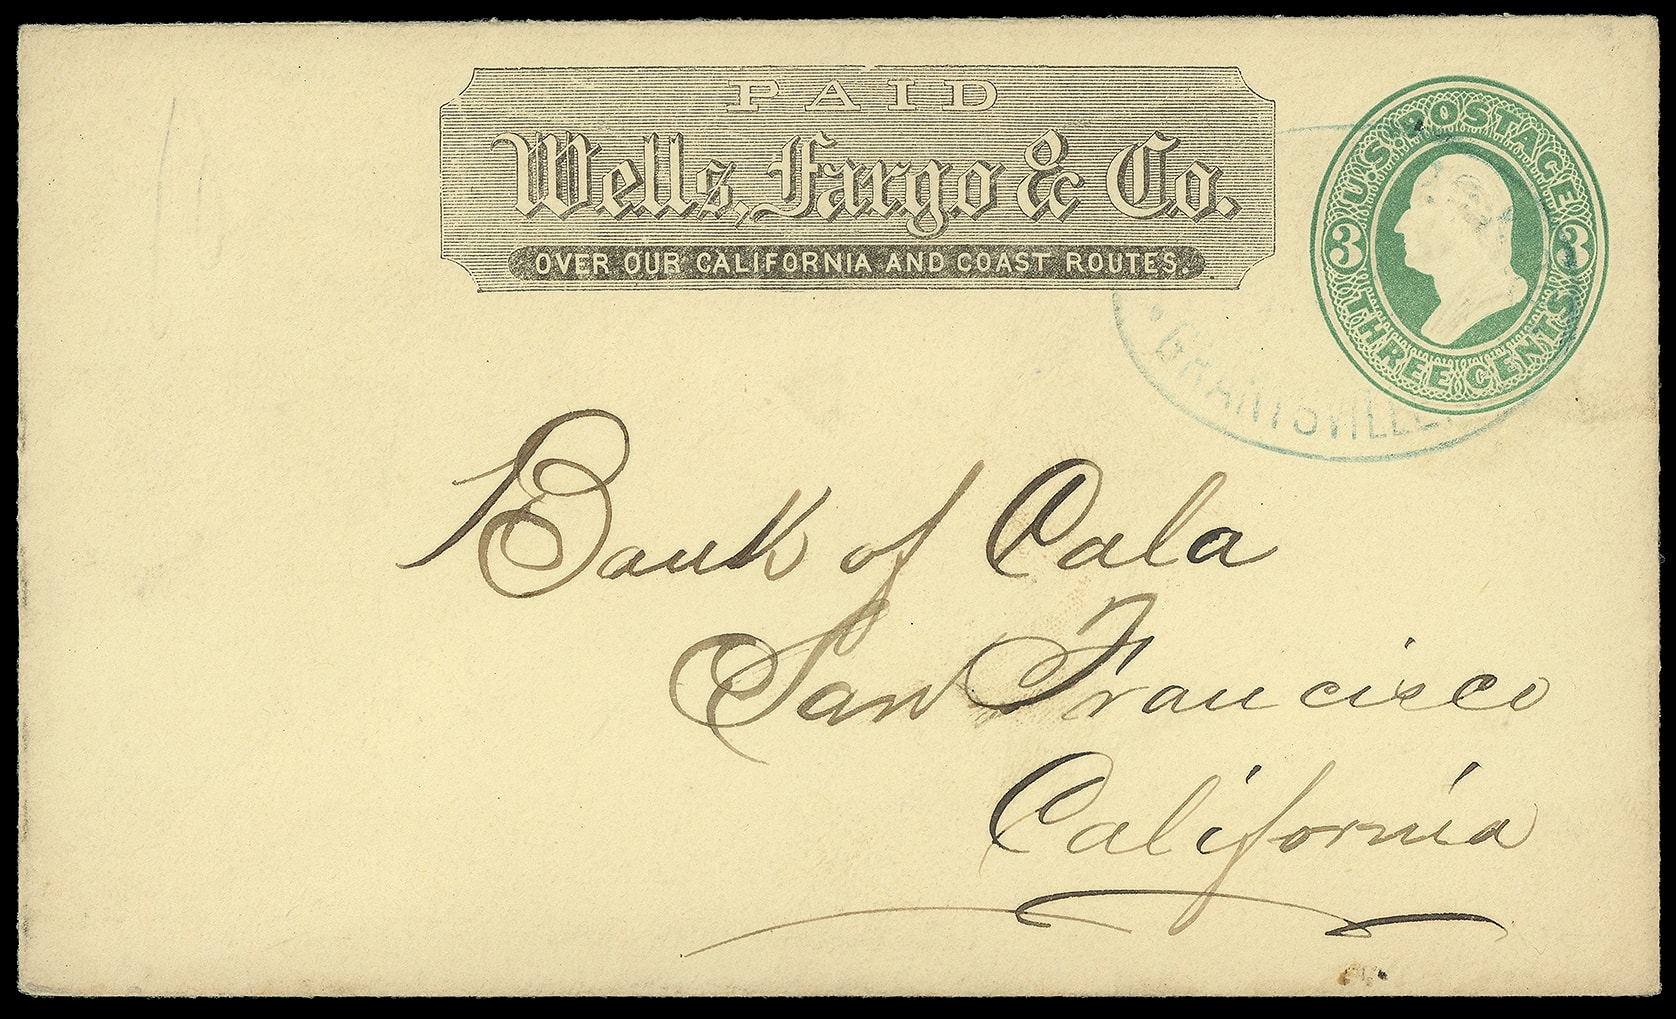 PAID
Wells, Fargo & Co.
OVER OUR CALIFORNIA AND COAST ROUTES.
U.S. POSTAGE
3 3
THREE CENTS
Bank of Cala
San Francisco
California